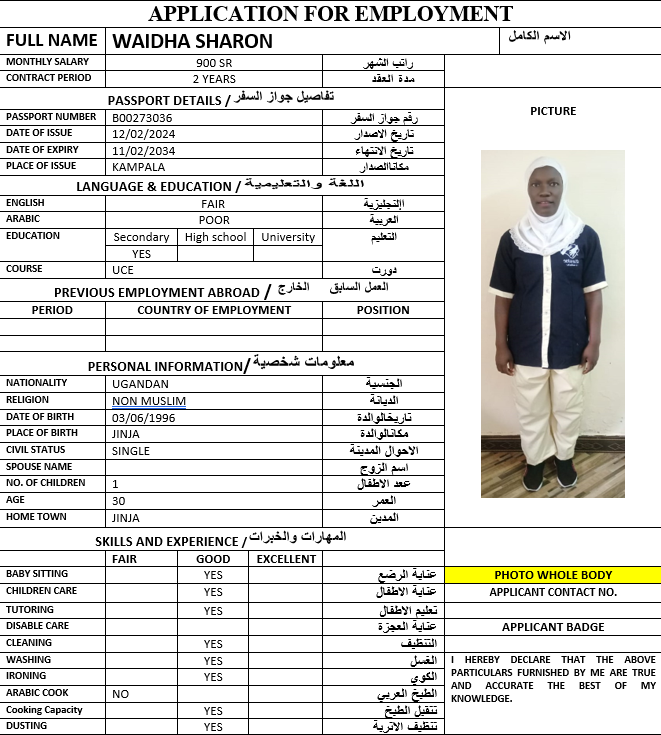 APPLICATION FOR EMPLOYMENT
FULL NAME WAIDHA SHARON الاسم الكامل
MONTHLY SALARY 900 SR راتب الشهر
CONTRACT PERIOD 2 YEARS مدة العقد
PASSPORT DETAILS / تفاصيل جواز السفر
PICTURE
PASSPORT NUMBER B00273036 رقم جواز السفر
DATE OF ISSUE 12/02/2024 تاريخ الاصدار
DATE OF EXPIRY 11/02/2034 تاريخ الانتهاء
PLACE OF ISSUE KAMPALA مكاناالصدار
LANGUAGE & EDUCATION / اللغة والتعليمية
ENGLISH FAIR اإلنجليزية
ARABIC POOR العربية
EDUCATION Secondary High school University التعليم
YES
COURSE UCE دورت
PREVIOUS EMPLOYMENT ABROAD / العمل السابق الخارج
PERIOD COUNTRY OF EMPLOYMENT POSITION
PERSONAL INFORMATION/ معلومات شخصية
NATIONALITY UGANDAN الجنسية
RELIGION NON MUSLIM الديانة
DATE OF BIRTH 03/06/1996 تاريخالوالدة
PLACE OF BIRTH JINJA مكانالوالدة
CIVIL STATUS SINGLE الاحوال المدينة
SPOUSE NAME اسم الزوج
NO. OF CHILDREN 1 عدد الاطفال
AGE 30 العمر
HOME TOWN JINJA المدين
SKILLS AND EXPERIENCE / المهارات والخبرات
FAIR GOOD EXCELLENT
BABY SITTING YES عناية الرضع
PHOTO WHOLE BODY
CHILDREN CARE YES عناية الاطفال
APPLICANT CONTACT NO.
TUTORING YES تعليم الاطفال
DISABLE CARE عناية العجزة
APPLICANT BADGE
CLEANING YES التنظيف
WASHING YES الغسل
IRONING YES الكوي
ARABIC COOK NO الطبخ العربي
Cooking Capacity YES تتقيل الطبخ
DUSTING YES تنظيف الاتربة
I HEREBY DECLARE THAT THE ABOVE
PARTICULARS FURNISHED BY ME ARE TRUE
AND ACCURATE THE BEST OF MY
KNOWLEDGE.